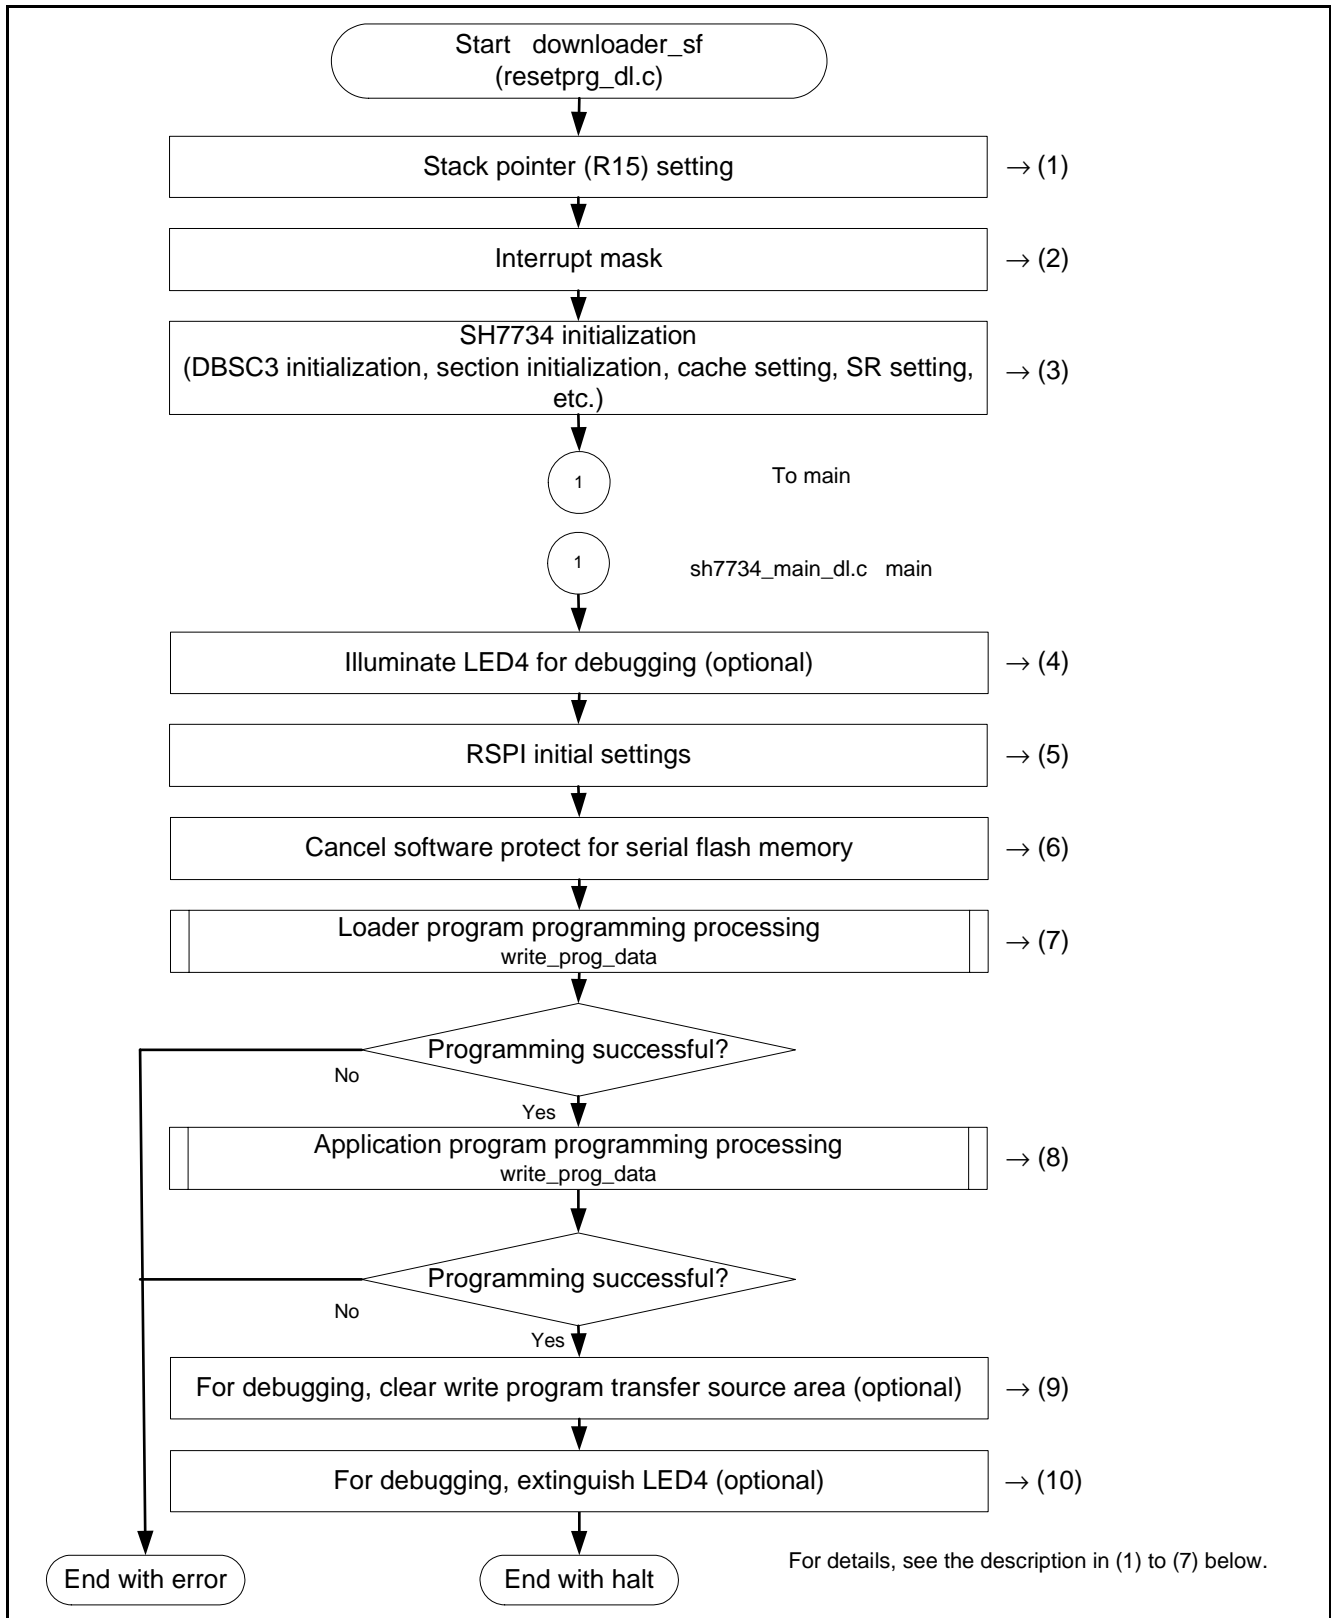 Start downloader_sf
(resetprg_dl.c)
Stack pointer (R15) setting
→ (1)
Interrupt mask
→ (2)
SH7734 initialization
(DBSC3 initialization, section initialization, cache setting, SR setting,
etc.)
→ (3)
1
To main
1
sh7734_main_dl.c main
Illuminate LED4 for debugging (optional)
→ (4)
RSPI initial settings
→ (5)
Cancel software protect for serial flash memory
→ (6)
Loader program programming processing
write_prog_data
→ (7)
Programming successful?
No
Yes
Application program programming processing
write_prog_data
→ (8)
Programming successful?
No
Yes
For debugging, clear write program transfer source area (optional)
→ (9)
For debugging, extinguish LED4 (optional)
→ (10)
End with error
End with halt
For details, see the description in (1) to (7) below.